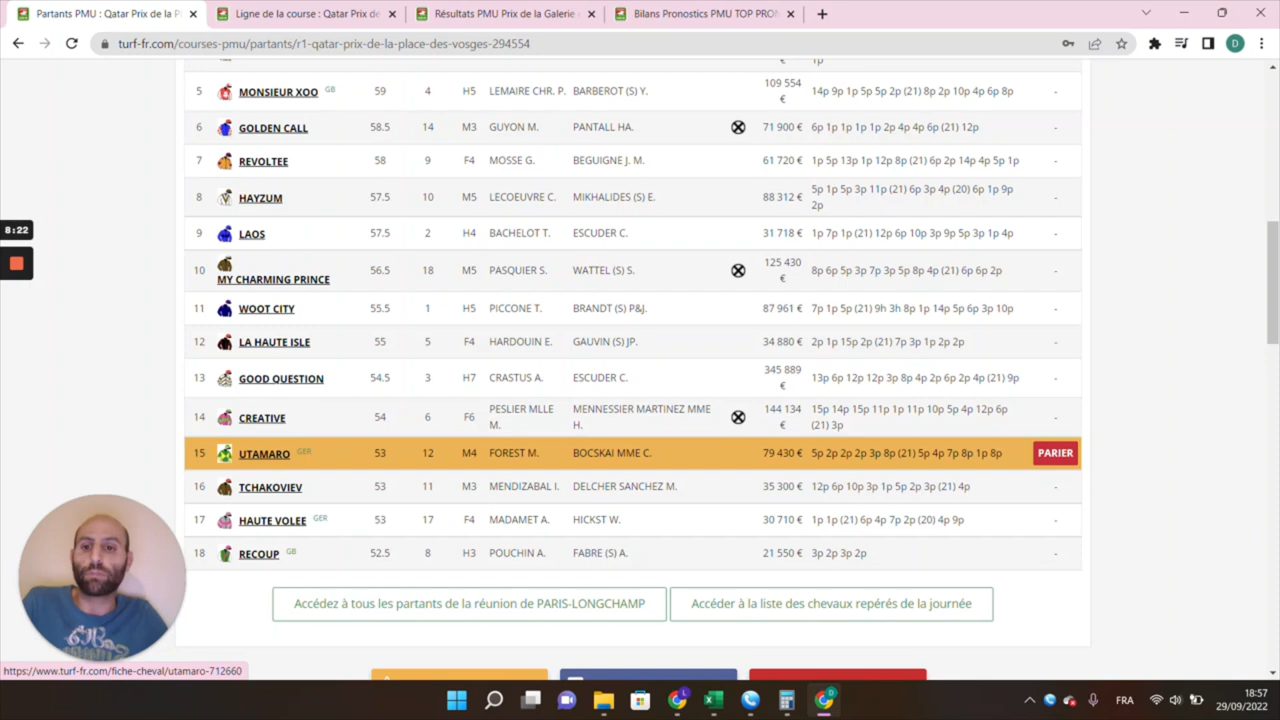 Partants PMU : Qatar Prix de la P
Ligne de la course : Qatar Prix de
Résultats PMU Prix de la Galerie
Bilans Pronostics PMU TOP PRON
turf-fr.com/courses-pmu/partants/r1-qatar-prix-de-la-place-des-vosges-294554
D
1p
5 MONSIEUR XOO GB 59 4 H5 LEMAIRE CHR. P. BARBEROT (S) Y. 109 554 € 14p 9p 1p 5p 5p 2p (21) 8p 2p 10p 4p 6p 8p -
6 GOLDEN CALL 58.5 14 M3 GUYON M. PANTALL HA. 71 900 € 6p 1p 1p 1p 1p 2p 4p 4p 6p (21) 12p -
7 REVOLTEE 58 9 F4 MOSSE G. BEGUIGNE J. M. 61 720 € 1p 5p 13p 1p 12p 8p (21) 6p 2p 14p 4p 5p 1p -
8 HAYZUM 57.5 10 M5 LECOEUVRE C. MIKHALIDES (S) E. 88 312 € 5p 1p 5p 3p 11p (21) 6p 3p 4p (20) 6p 1p 9p 2p -
9 LAOS 57.5 2 H4 BACHELOT T. ESCUDER C. 31 718 € 1p 7p 1p (21) 12p 6p 10p 3p 9p 5p 3p 1p 4p -
10 MY CHARMING PRINCE 56.5 18 M5 PASQUIER S. WATTEL (S) S. 125 430 € 8p 6p 5p 3p 7p 3p 5p 8p 4p (21) 6p 6p 2p -
11 WOOT CITY 55.5 1 H5 PICCONE T. BRANDT (S) P&J. 87 961 € 7p 1p 5p (21) 9h 3h 8p 1p 14p 5p 6p 3p 10p -
12 LA HAUTE ISLE 55 5 F4 HARDOUIN E. GAUVIN (S) JP. 34 880 € 2p 1p 15p 2p (21) 7p 3p 1p 2p 2p -
13 GOOD QUESTION 54.5 3 H7 CRASTUS A. ESCUDER C. 345 889 € 13p 6p 12p 12p 3p 8p 4p 2p 6p 2p 4p (21) 9p -
14 CREATIVE 54 6 F6 PESLIER MLLE M. MENNESSIER MARTINEZ MME H. 144 134 € 15p 14p 15p 11p 1p 11p 10p 5p 4p 12p 6p (21) 3p -
15 UTAMARO GER 53 12 M4 FOREST M. BOCSKAI MME C. 79 430 € 5p 2p 2p 2p 3p 8p (21) 5p 4p 7p 8p 1p 8p PARIER
16 TCHAKOVIEV 53 11 M3 MENDIZABAL I. DELCHER SANCHEZ M. 35 300 € 12p 6p 10p 3p 1p 5p 2p 3p (21) 4p -
17 HAUTE VOLEE GER 53 17 F4 MADAMET A. HICKST W. 30 710 € 1p 1p (21) 6p 4p 7p 2p (20) 4p 9p -
18 RECOUP GB 52.5 8 H3 POUCHIN A. FABRE (S) A. 21 550 € 3p 2p 3p 2p -
8:22
Accédez à tous les partants de la réunion de PARIS-LONGCHAMP
Accéder à la liste des chevaux repérés de la journée
https://www.turf-fr.com/fiche-cheval/utamaro-712660
FRA
18:57
29/09/2022